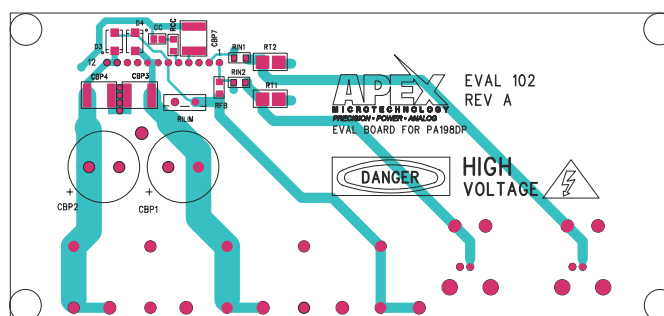 D4
CC
RCC
CBP7
D3
12
1
RIN1
RT2
CBP4
CBP3
RIN2
RT1
RILIM
RFB
APEX
MICROTECHNOLOGY
PRECISION • POWER • ANALOG
EVAL BOARD FOR PA198DP
EVAL 102
REV A
DANGER
HIGH
VOLTAGE
+
CBP2
+
CBP1